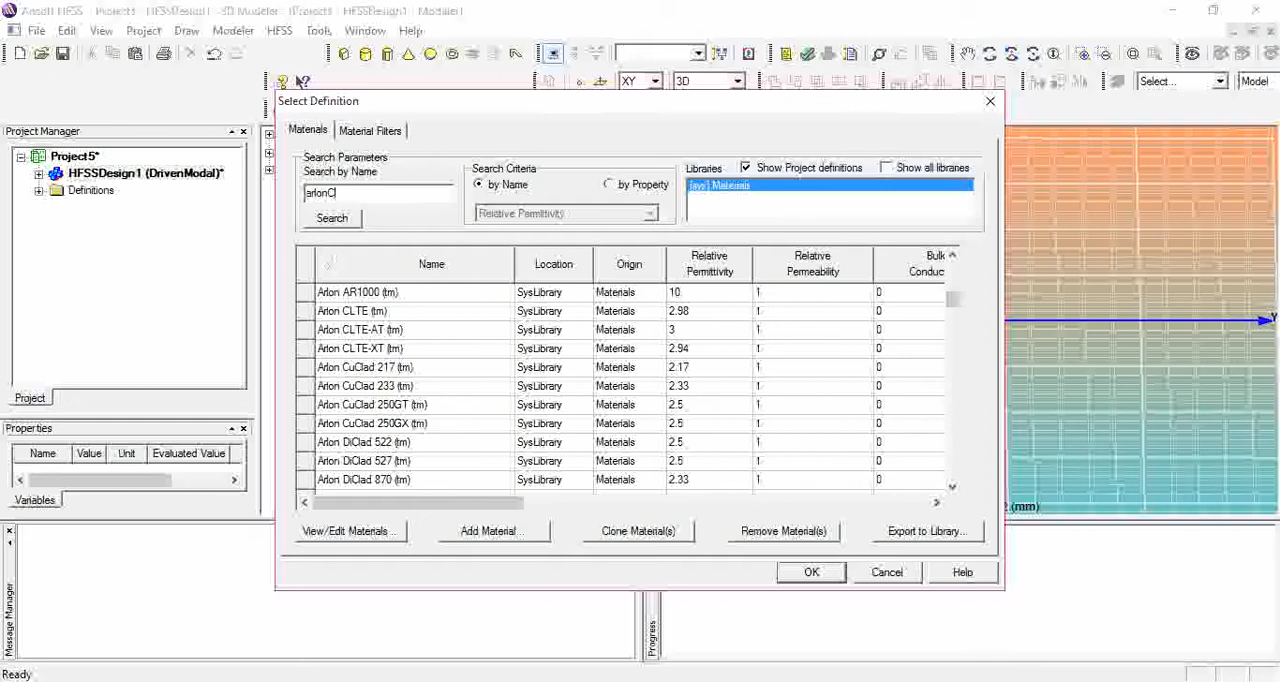 Ansoft HFSS - Project5 - HFSSDesign1 - 3D Modeler - [Project5 - HFSSDesign1 - Modeler]
File Edit View Project Draw Modeler HFSS Tools Window Help
XY 3D Select... Model
Select Definition
Project Manager
Project5*
HFSSDesign1 (DrivenModal)*
Definitions
Project
Properties
Name Value Unit Evaluated Value
Variables
Materials Material Filters
Search Parameters
Search by Name
arlonC
Search
Search Criteria
by Name by Property
Relative Permittivity
Libraries Show Project definitions Show all libraries
[sys] Materials
Name Location Origin Relative Permittivity Relative Permeability Bulk Conduc
Arlon AR1000 (tm) SysLibrary Materials 10 1 0
Arlon CLTE (tm) SysLibrary Materials 2.98 1 0
Arlon CLTE-AT (tm) SysLibrary Materials 3 1 0
Arlon CLTE-XT (tm) SysLibrary Materials 2.94 1 0
Arlon CuClad 217 (tm) SysLibrary Materials 2.17 1 0
Arlon CuClad 233 (tm) SysLibrary Materials 2.33 1 0
Arlon CuClad 250GT (tm) SysLibrary Materials 2.5 1 0
Arlon CuClad 250GX (tm) SysLibrary Materials 2.5 1 0
Arlon DiClad 522 (tm) SysLibrary Materials 2.5 1 0
Arlon DiClad 527 (tm) SysLibrary Materials 2.5 1 0
Arlon DiClad 870 (tm) SysLibrary Materials 2.33 1 0
View/Edit Materials... Add Material... Clone Material(s) Remove Material(s) Export to Library...
OK Cancel Help
Y
2 (mm)
Message Manager
Progress
Ready